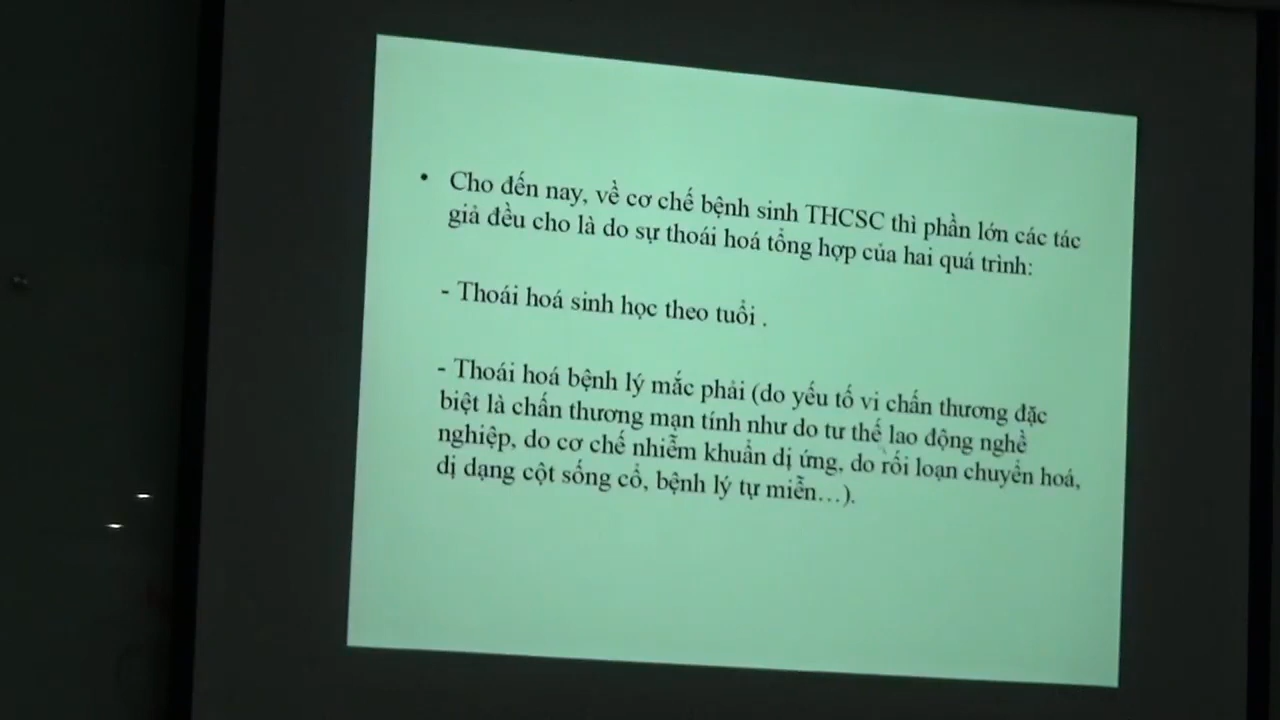 • Cho đến nay, về cơ chế bệnh sinh THCSC thì phần lớn các tác
giả đều cho là do sự thoái hoá tổng hợp của hai quá trình:
- Thoái hoá sinh học theo tuổi .
- Thoái hoá bệnh lý mắc phải (do yếu tố vi chấn thương đặc
biệt là chấn thương mạn tính như do tư thế lao động nghề
nghiệp, do cơ chế nhiễm khuẩn dị ứng, do rối loạn chuyển hoá,
dị dạng cột sống cổ, bệnh lý tự miễn…).